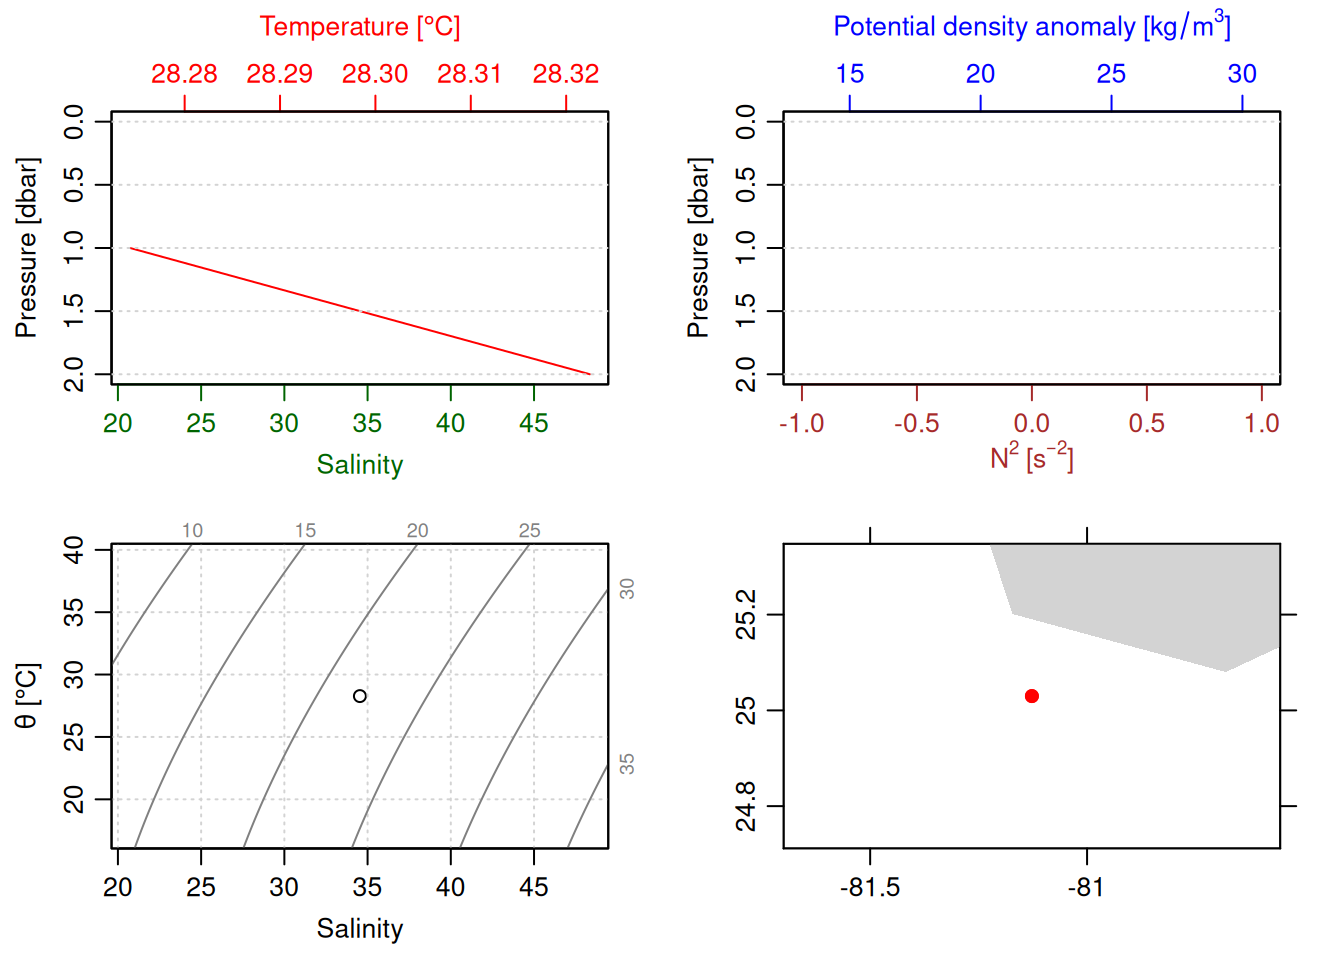 Temperature [°C]
28.28 28.29 28.30 28.31 28.32
Pressure [dbar]
0.0 0.5 1.0 1.5 2.0
20 25 30 35 40 45
Salinity
Potential density anomaly [kg/m³]
15 20 25 30
Pressure [dbar]
0.0 0.5 1.0 1.5 2.0
-1.0 -0.5 0.0 0.5 1.0
N² [s⁻²]
10 15 20 25
30
35
θ [°C]
40 35 30 25 20
20 25 30 35 40 45
Salinity
25.2
25
24.8
-81.5 -81